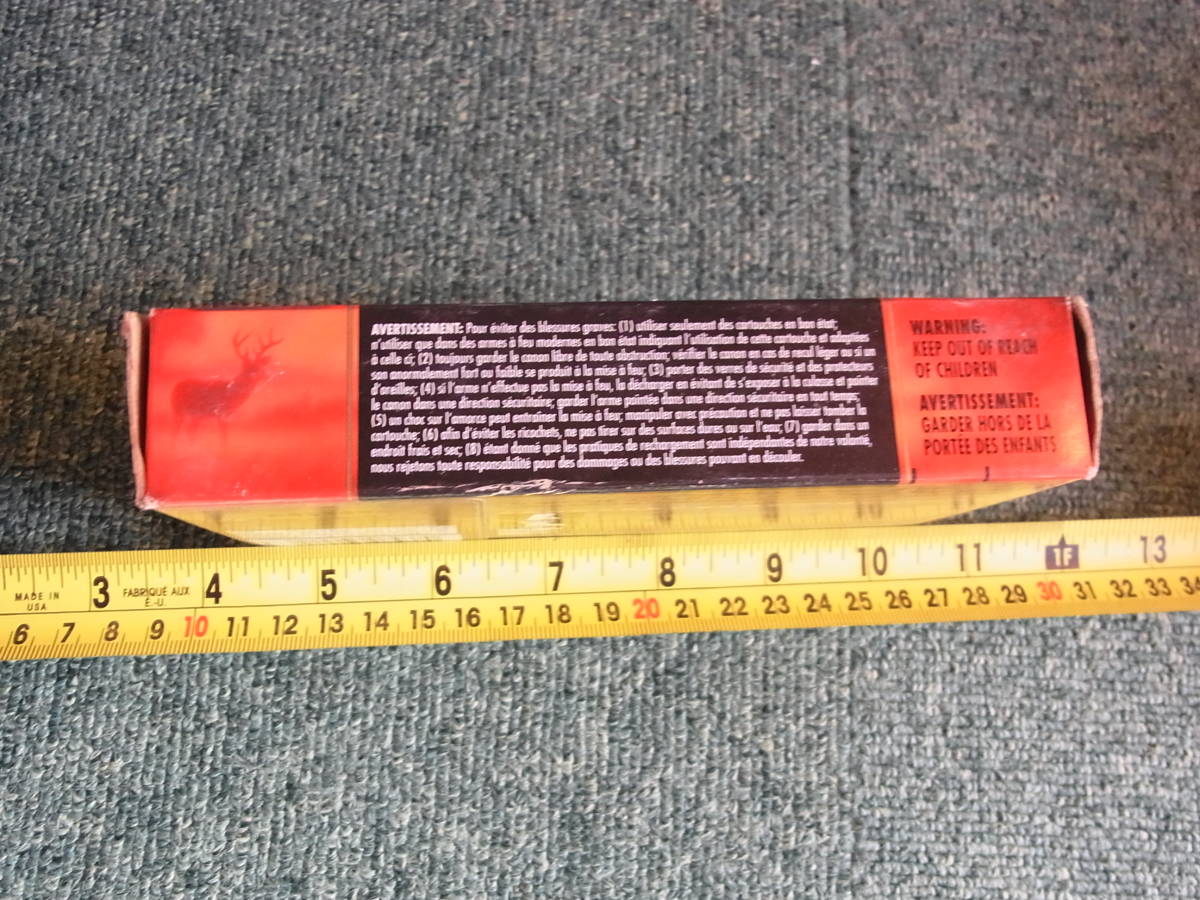 AVERTISSEMENT: Pour éviter des blessures graves: (1) utiliser seulement des cartouches en bon état;
n'utiliser que dans des armes à feu modernes en bon état indiquant l'utilisation de cette cartouche et adaptées
à celle ci; (2) toujours garder le canon libre de toute obstruction; vérifier le canon en cas de recul léger ou si un
son anormalement fort ou faible se produit à la mise à feu; (3) porter des verres de sécurité et des protecteurs
d'oreilles; (4) si l'arme n'effectue pas la mise à feu, la décharger en évitant de s'exposer à la culasse et pointer
le canon dans une direction sécuritaire; garder l'arme pointée dans une direction sécuritaire en tout temps;
(5) un choc sur l'amorce peut entraîner la mise à feu; manipuler avec précaution et ne pas laisser tomber la
cartouche; (6) afin d'éviter les ricochets, ne pas tirer sur des surfaces dures ou sur l'eau; (7) garder dans un
endroit frais et sec; (8) étant donné que les pratiques de rechargement sont indépendantes de notre volonté,
nous rejetons toute responsabilité pour des dommages ou des blessures pouvant en découler.
WARNING:
KEEP OUT OF REACH
OF CHILDREN
AVERTISSEMENT:
GARDER HORS DE LA
PORTÉE DES ENFANTS
MADE IN
USA
3 FABRIQUÉ AUX
É.-U.
4 5 6 7 8 9 10 11 1F 13
6 7 8 9 10 11 12 13 14 15 16 17 18 19 20 21 22 23 24 25 26 27 28 29 30 31 32 33 34